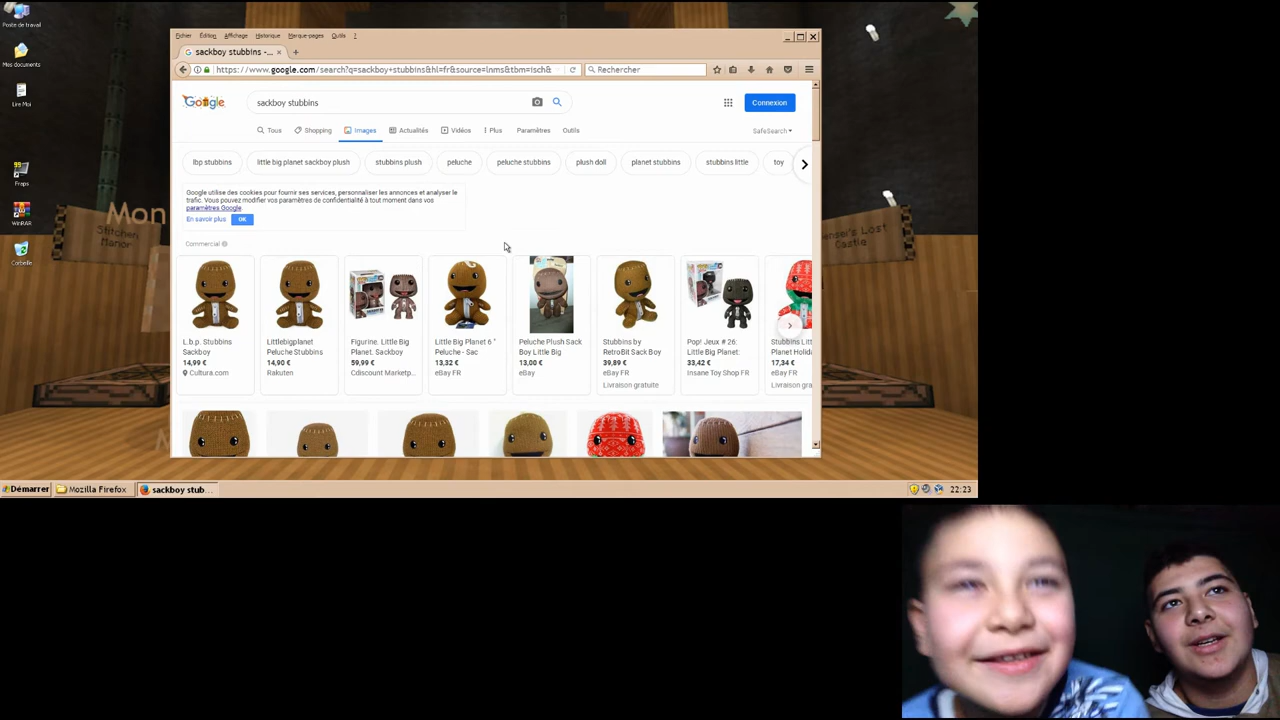 Poste de travail
Mes documents
Lire Moi
Fraps
WinRAR
Corbeille
Mon
Stitchem
Manor
enser's Lost
Castle
Fichier Édition Affichage Historique Marque-pages Outils ?
sackboy stubbins -... × +
https://www.google.com/search?q=sackboy+stubbins&hl=fr&source=lnms&tbm=isch&
Rechercher
Google
sackboy stubbins
Connexion
Tous Shopping Images Actualités Vidéos Plus Paramètres Outils
SafeSearch
lbp stubbins little big planet sackboy plush stubbins plush peluche peluche stubbins plush doll planet stubbins stubbins little toy
Google utilise des cookies pour fournir ses services, personnaliser les annonces et analyser le
trafic. Vous pouvez modifier vos paramètres de confidentialité à tout moment dans vos
paramètres Google.
En savoir plus OK
Commercial
L.b.p. Stubbins
Sackboy
14,99 €
Cultura.com
Littlebigplanet
Peluche Stubbins
14,90 €
Rakuten
Figurine. Little Big
Planet. Sackboy
59,99 €
Cdiscount Marketp...
Little Big Planet 6 "
Peluche - Sac
13,32 €
eBay FR
Peluche Plush Sack
Boy Little Big
13,00 €
eBay
Stubbins by
RetroBit Sack Boy
39,89 €
eBay FR
Livraison gratuite
Pop! Jeux # 26:
Little Big Planet:
33,42 €
Insane Toy Shop FR
Stubbins Litt
Planet Holida
17,34 €
eBay FR
Livraison gra
Démarrer Mozilla Firefox sackboy stub...
22:23